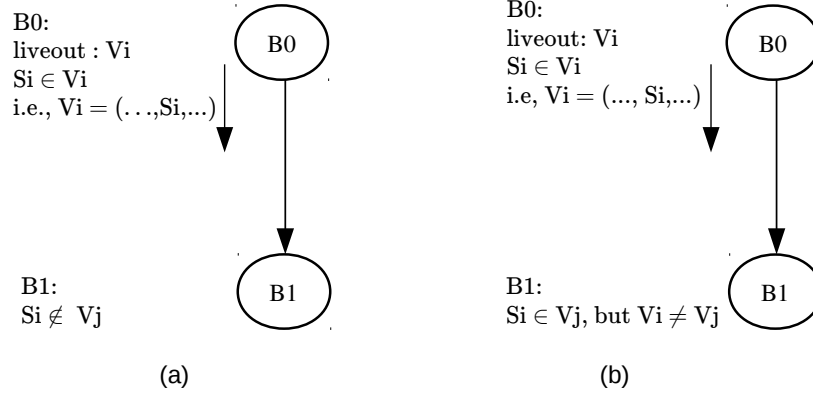 B0:
liveout : Vi
Si ∈ Vi
i.e., Vi = (. . .,Si,...)
B0
B1:
Si ∉ Vj
B1
(a)
B0:
liveout: Vi
Si ∈ Vi
i.e, Vi = (..., Si,...)
B0
B1:
Si ∈ Vj, but Vi ≠ Vj
B1
(b)